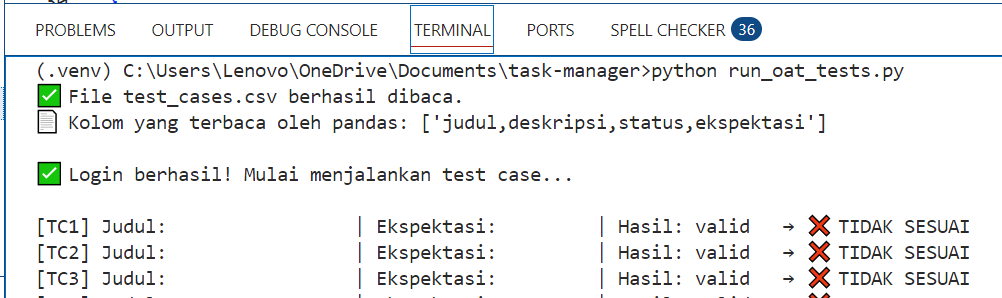 PROBLEMS OUTPUT DEBUG CONSOLE TERMINAL PORTS SPELL CHECKER 36
(.venv) C:\Users\Lenovo\OneDrive\Documents\task-manager>python run_oat_tests.py
✅ File test_cases.csv berhasil dibaca.
📄 Kolom yang terbaca oleh pandas: ['judul,deskripsi,status,ekspektasi']
✅ Login berhasil! Mulai menjalankan test case...
[TC1] Judul: | Ekspektasi: | Hasil: valid → ❌ TIDAK SESUAI
[TC2] Judul: | Ekspektasi: | Hasil: valid → ❌ TIDAK SESUAI
[TC3] Judul: | Ekspektasi: | Hasil: valid → ❌ TIDAK SESUAI